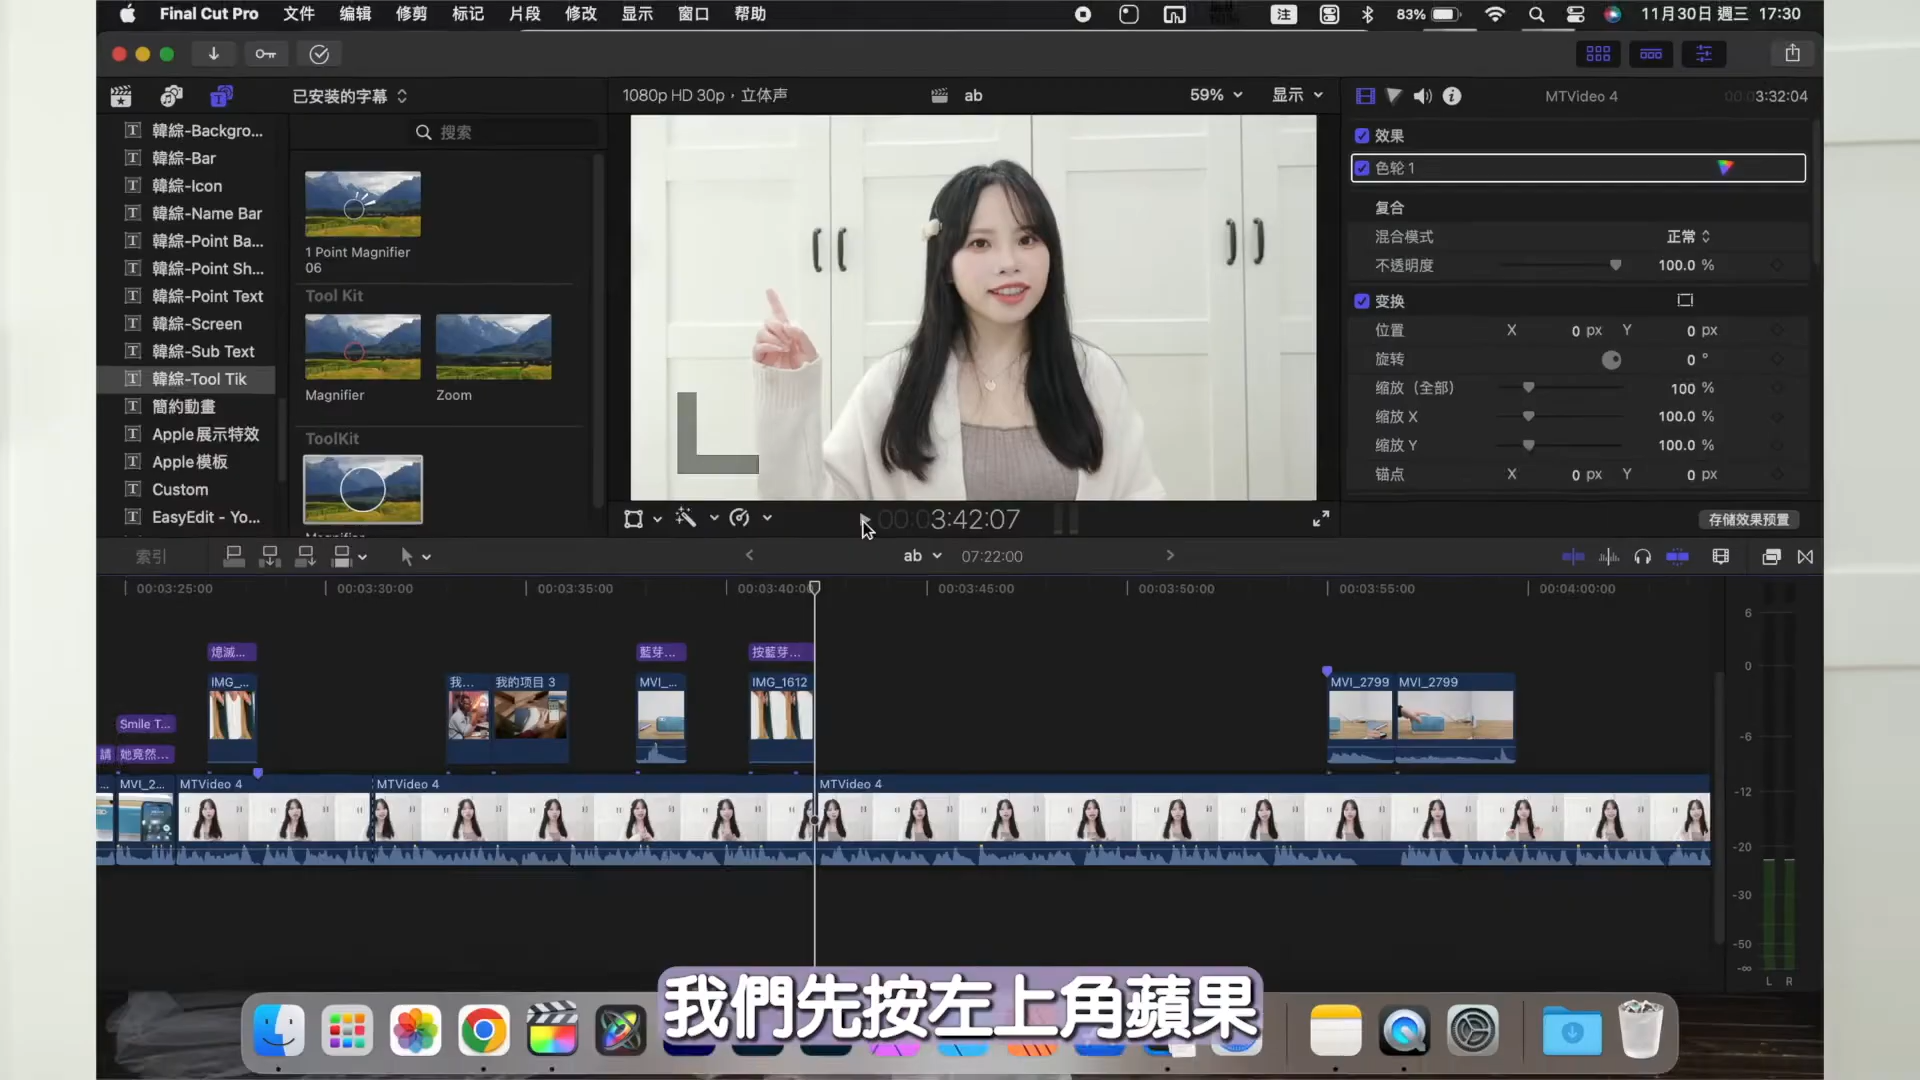 Final Cut Pro 文件 编辑 修剪 标记 片段 修改 显示 窗口 帮助 注 83% 11月30日 週三 17:30
已安装的字幕
1080p HD 30p,立体声 ab 59% 显示
MTVideo 4 3:32:04
韓綜-Backgro...
韓綜-Bar
韓綜-Icon
韓綜-Name Bar
韓綜-Point Ba...
韓綜-Point Sh...
韓綜-Point Text
韓綜-Screen
韓綜-Sub Text
韓綜-Tool Tik
簡約動畫
Apple展示特效
Apple模板
Custom
EasyEdit - Yo...
搜索
1 Point Magnifier
06
Tool Kit
Magnifier Zoom
ToolKit
效果
色轮 1
复合
混合模式 正常
不透明度 100.0 %
变换
位置 X 0 px Y 0 px
旋转 0 °
缩放 (全部) 100 %
缩放 X 100.0 %
缩放 Y 100.0 %
锚点 X 0 px Y 0 px
00:03:42:07
存储效果预置
索引 ab 07:22:00
00:03:25:00 00:03:30:00 00:03:35:00 00:03:40:00 00:03:45:00 00:03:50:00 00:03:55:00 00:04:00:00
熄滅... 藍芽... 按藍芽...
IMG_... 我... 我的项目 3 MVI_... IMG_1612 MVI_2799 MVI_2799
Smile T...
請 她竟然...
... MVI_2... MTVideo 4 MTVideo 4 MTVideo 4
6
0
-6
-12
-20
-30
-50
-∞
L R
我們先按左上角蘋果